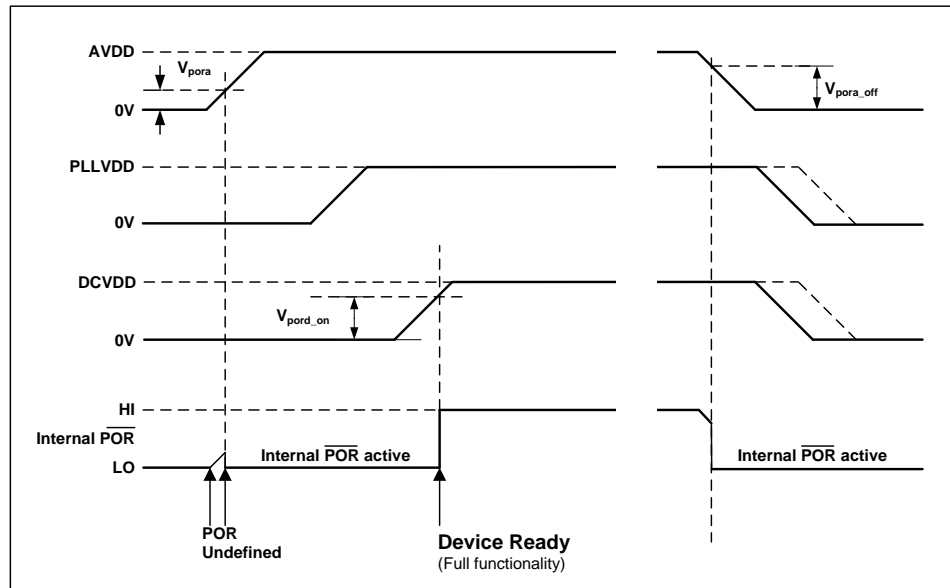 AVDD
Vpora
0V
Vpora_off
PLLVDD
0V
DCVDD
Vpord_on
0V
HI
Internal POR
LO
Internal POR active
Internal POR active
POR
Undefined
Device Ready
(Full functionality)